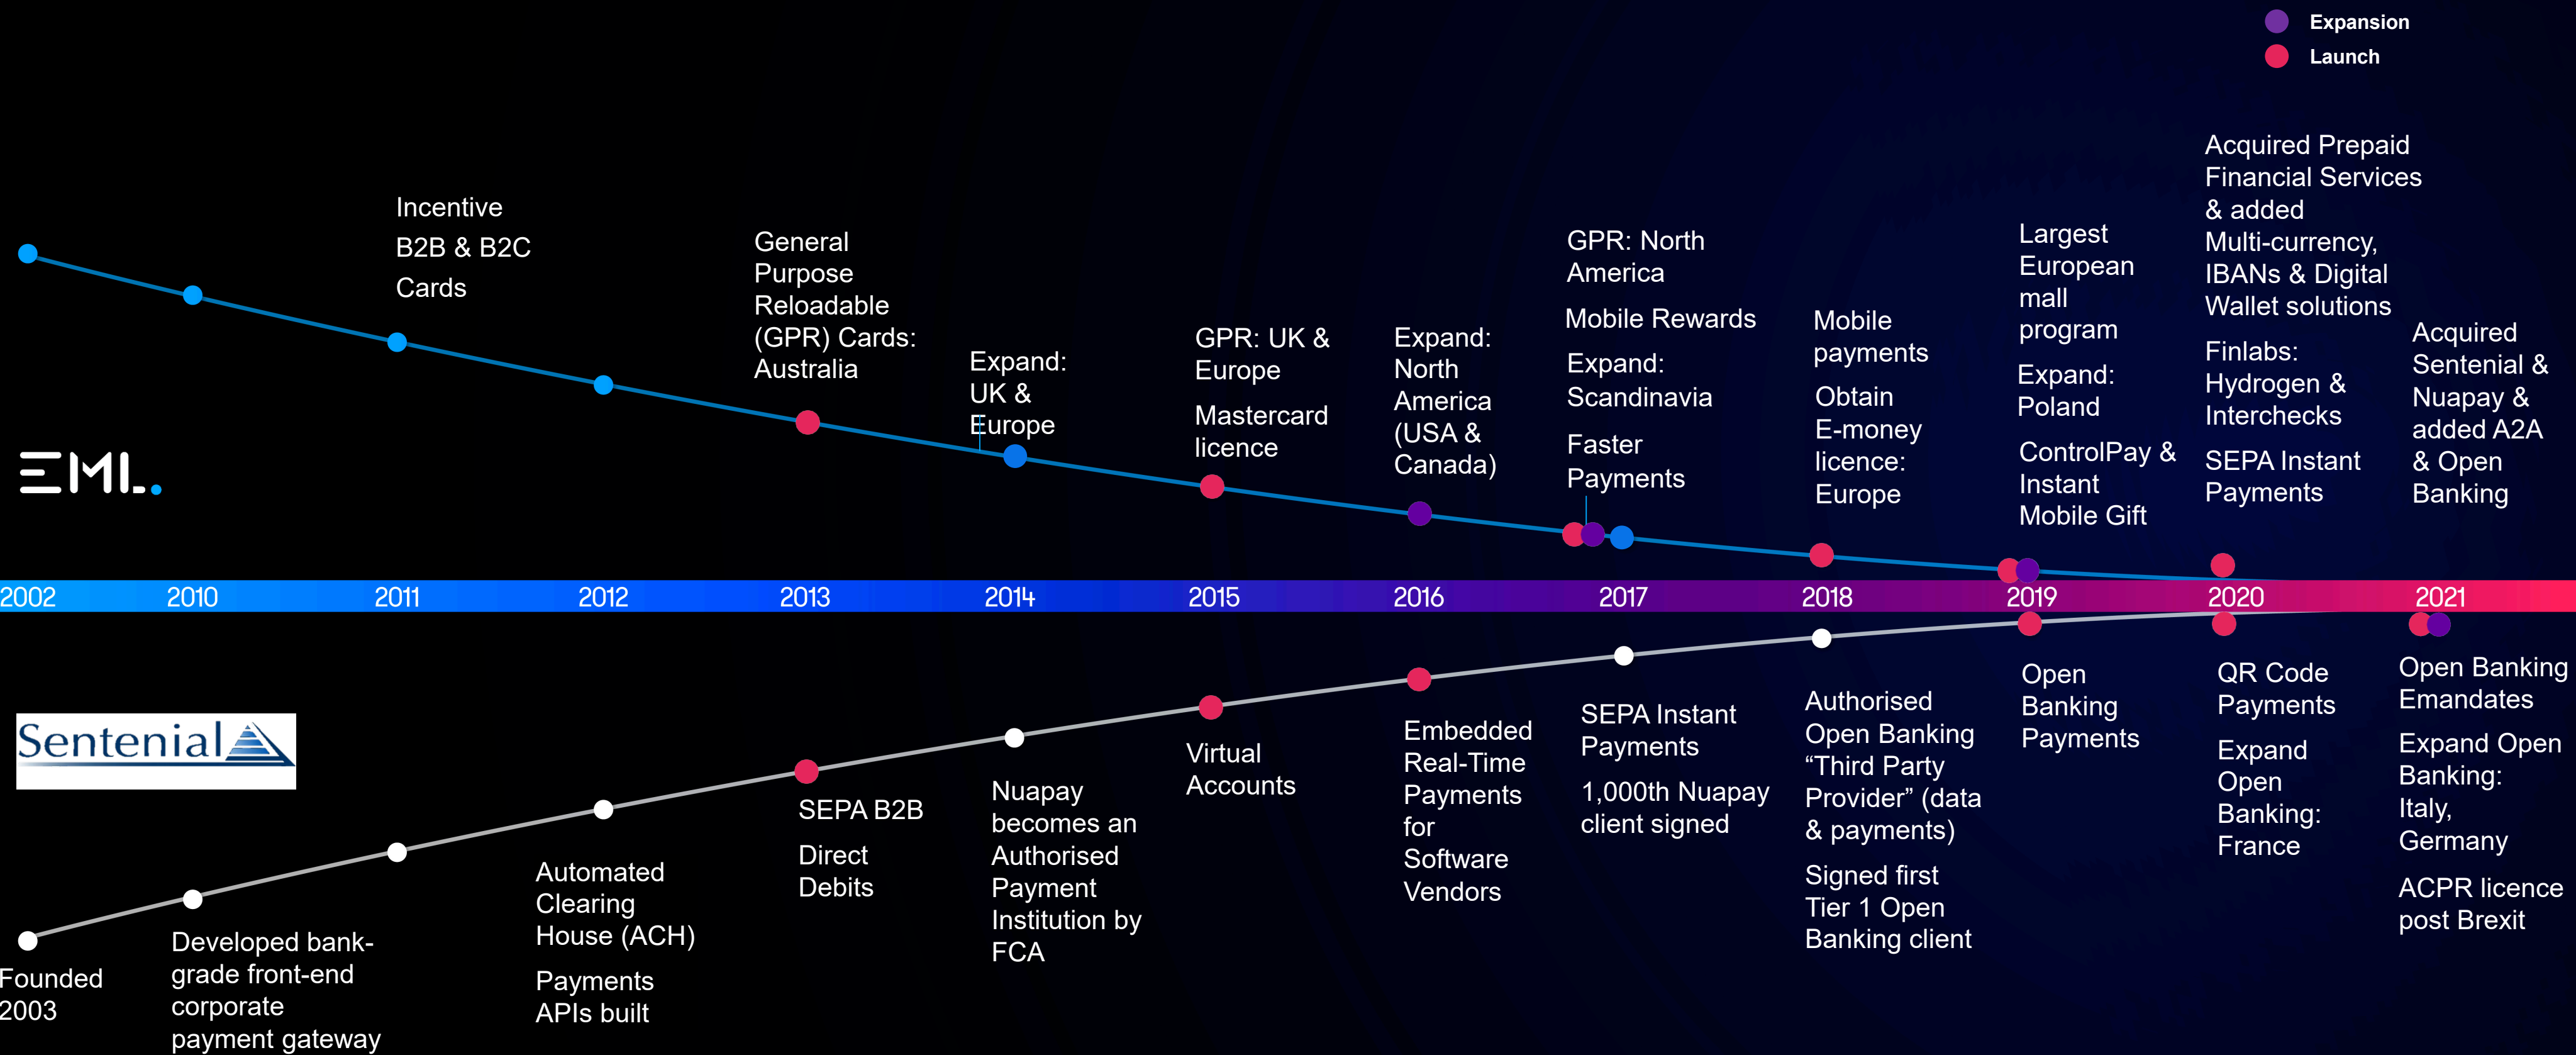 Expansion
Launch
Incentive
B2B & B2C
Cards
General
Purpose
Reloadable
(GPR) Cards:
Australia
Expand:
UK &
Europe
GPR: UK &
Europe
Mastercard
licence
Expand:
North
America
(USA &
Canada)
GPR: North
America
Mobile Rewards
Expand:
Scandinavia
Faster
Payments
Mobile
payments
Obtain
E-money
licence:
Europe
Largest
European
mall
program
Expand:
Poland
ControlPay &
Instant
Mobile Gift
Acquired Prepaid
Financial Services
& added
Multi-currency,
IBANs & Digital
Wallet solutions
Finlabs:
Hydrogen &
Interchecks
SEPA Instant
Payments
Acquired
Sentenial &
Nuapay &
added A2A
& Open
Banking
EML.
2002 2010 2011 2012 2013 2014 2015 2016 2017 2018 2019 2020 2021
Sentenial
Founded
2003
Developed bank-
grade front-end
corporate
payment gateway
Automated
Clearing
House (ACH)
Payments
APIs built
SEPA B2B
Direct
Debits
Nuapay
becomes an
Authorised
Payment
Institution by
FCA
Virtual
Accounts
Embedded
Real-Time
Payments
for
Software
Vendors
SEPA Instant
Payments
1,000th Nuapay
client signed
Authorised
Open Banking
“Third Party
Provider” (data
& payments)
Signed first
Tier 1 Open
Banking client
Open
Banking
Payments
QR Code
Payments
Expand
Open
Banking:
France
Open Banking
Emandates
Expand Open
Banking:
Italy,
Germany
ACPR licence
post Brexit